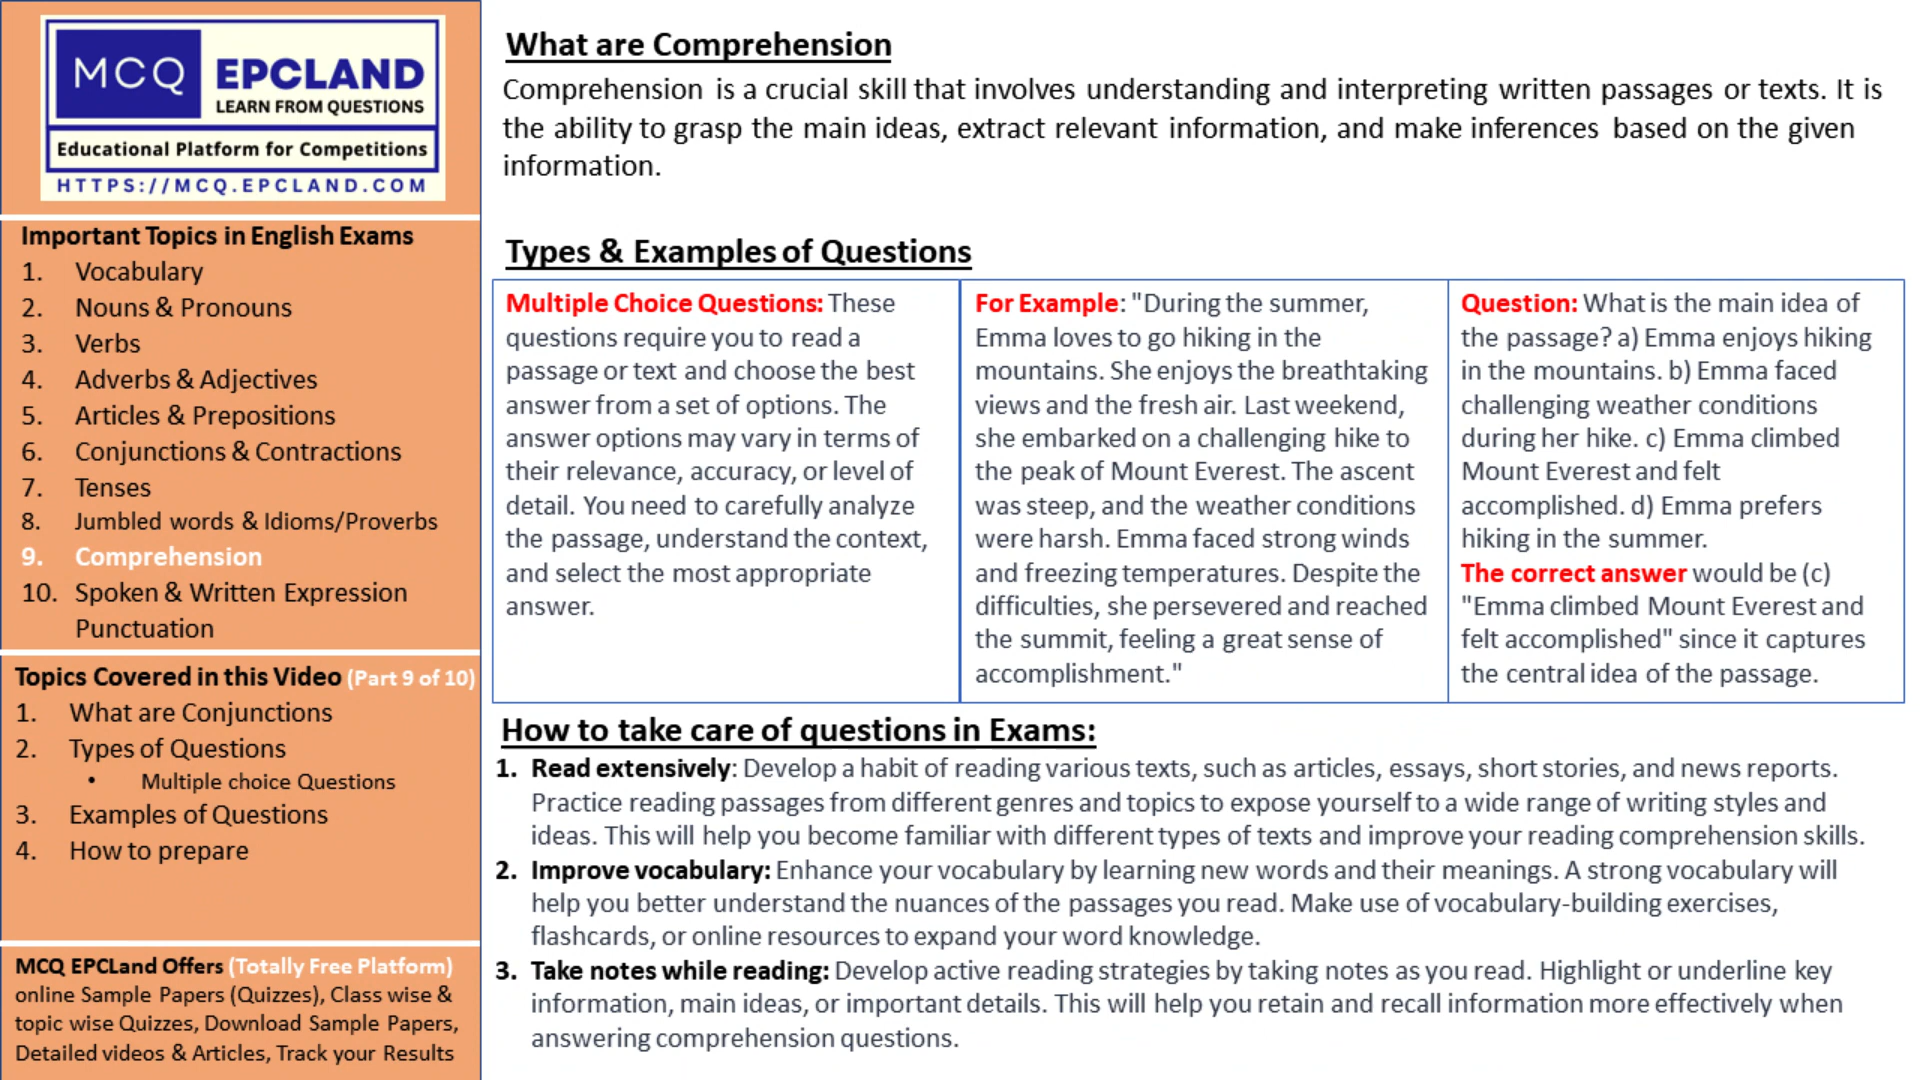 MCQ EPCLAND
LEARN FROM QUESTIONS
Educational Platform for Competitions
HTTPS://MCQ.EPCLAND.COM
Important Topics in English Exams
1. Vocabulary
2. Nouns & Pronouns
3. Verbs
4. Adverbs & Adjectives
5. Articles & Prepositions
6. Conjunctions & Contractions
7. Tenses
8. Jumbled words & Idioms/Proverbs
9. Comprehension
10. Spoken & Written Expression
Punctuation
Topics Covered in this Video (Part 9 of 10)
1. What are Conjunctions
2. Types of Questions
• Multiple choice Questions
3. Examples of Questions
4. How to prepare
MCQ EPCLand Offers (Totally Free Platform)
online Sample Papers (Quizzes), Class wise &
topic wise Quizzes, Download Sample Papers,
Detailed videos & Articles, Track your Results
What are Comprehension
Comprehension is a crucial skill that involves understanding and interpreting written passages or texts. It is
the ability to grasp the main ideas, extract relevant information, and make inferences based on the given
information.
Types & Examples of Questions
Multiple Choice Questions: These
questions require you to read a
passage or text and choose the best
answer from a set of options. The
answer options may vary in terms of
their relevance, accuracy, or level of
detail. You need to carefully analyze
the passage, understand the context,
and select the most appropriate
answer.
For Example: "During the summer,
Emma loves to go hiking in the
mountains. She enjoys the breathtaking
views and the fresh air. Last weekend,
she embarked on a challenging hike to
the peak of Mount Everest. The ascent
was steep, and the weather conditions
were harsh. Emma faced strong winds
and freezing temperatures. Despite the
difficulties, she persevered and reached
the summit, feeling a great sense of
accomplishment."
Question: What is the main idea of
the passage? a) Emma enjoys hiking
in the mountains. b) Emma faced
challenging weather conditions
during her hike. c) Emma climbed
Mount Everest and felt
accomplished. d) Emma prefers
hiking in the summer.
The correct answer would be (c)
"Emma climbed Mount Everest and
felt accomplished" since it captures
the central idea of the passage.
How to take care of questions in Exams:
1. Read extensively: Develop a habit of reading various texts, such as articles, essays, short stories, and news reports.
Practice reading passages from different genres and topics to expose yourself to a wide range of writing styles and
ideas. This will help you become familiar with different types of texts and improve your reading comprehension skills.
2. Improve vocabulary: Enhance your vocabulary by learning new words and their meanings. A strong vocabulary will
help you better understand the nuances of the passages you read. Make use of vocabulary-building exercises,
flashcards, or online resources to expand your word knowledge.
3. Take notes while reading: Develop active reading strategies by taking notes as you read. Highlight or underline key
information, main ideas, or important details. This will help you retain and recall information more effectively when
answering comprehension questions.